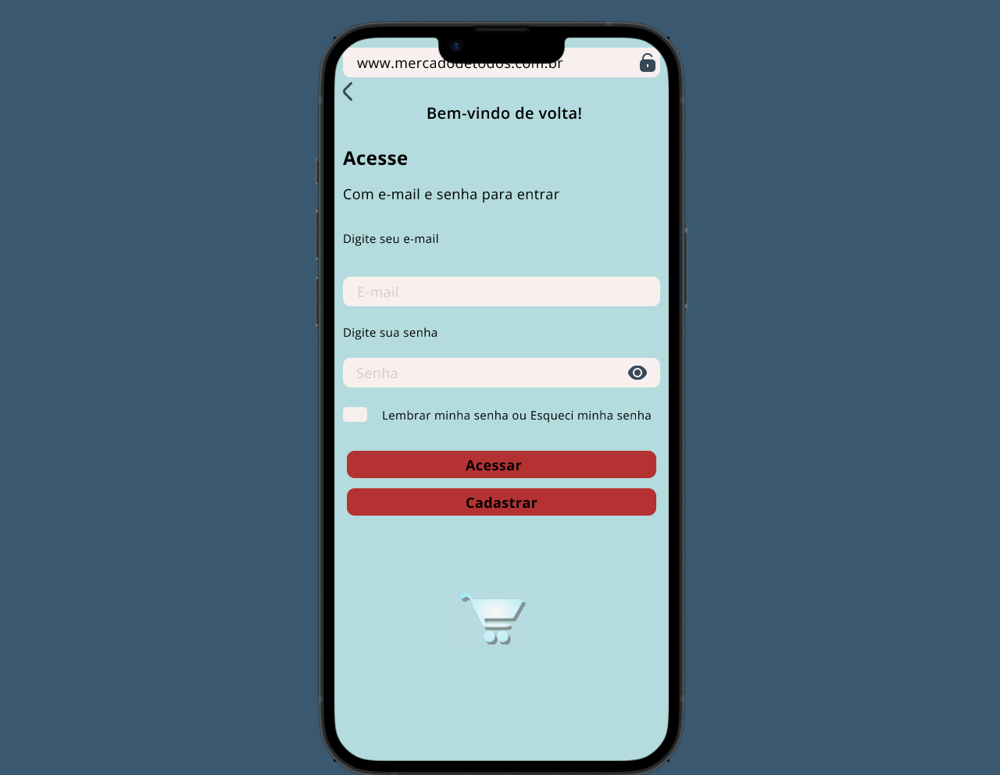 www.mercadodetodos.com.br
Bem-vindo de volta!
Acesse
Com e-mail e senha para entrar
Digite seu e-mail
E-mail
Digite sua senha
Senha
Lembrar minha senha ou Esqueci minha senha
Acessar
Cadastrar